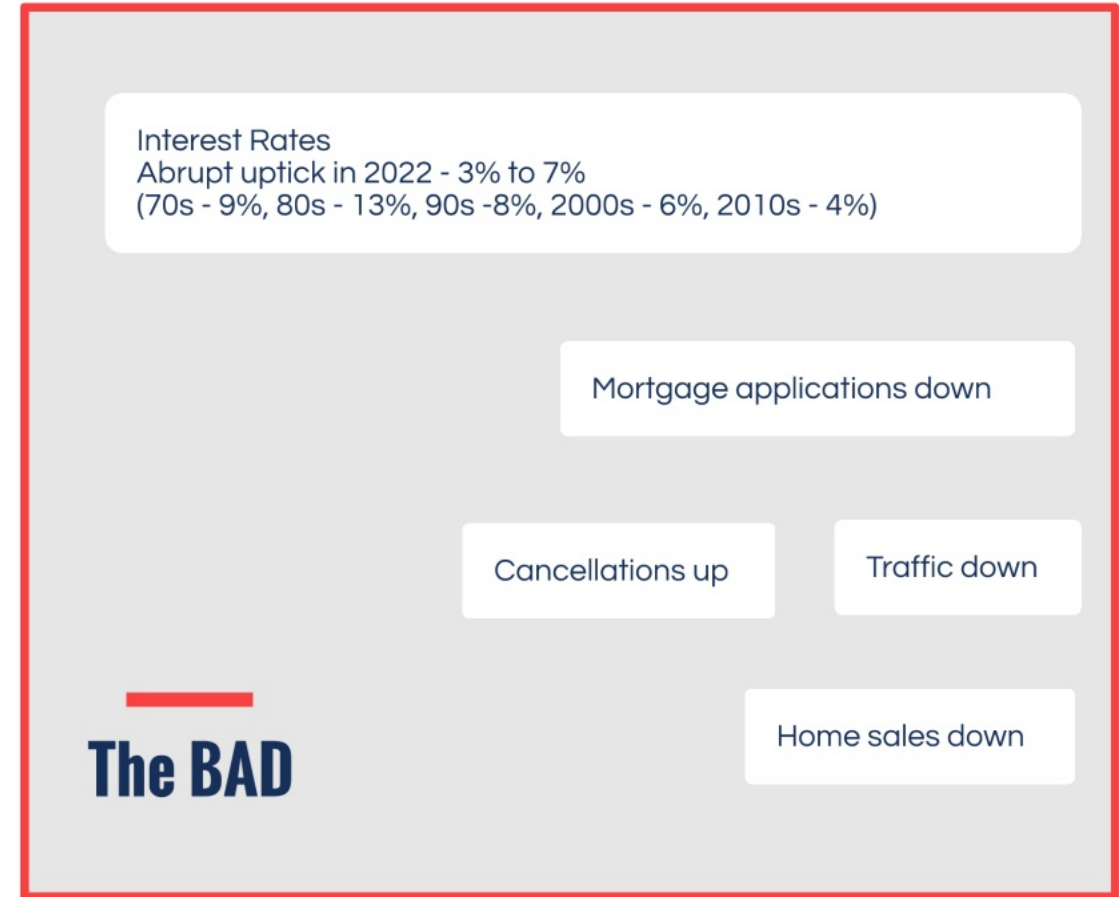 Interest Rates
Abrupt uptick in 2022 - 3% to 7%
(70s - 9%, 80s - 13%, 90s -8%, 2000s - 6%, 2010s - 4%)
Mortgage applications down
Cancellations up
Traffic down
Home sales down
The BAD